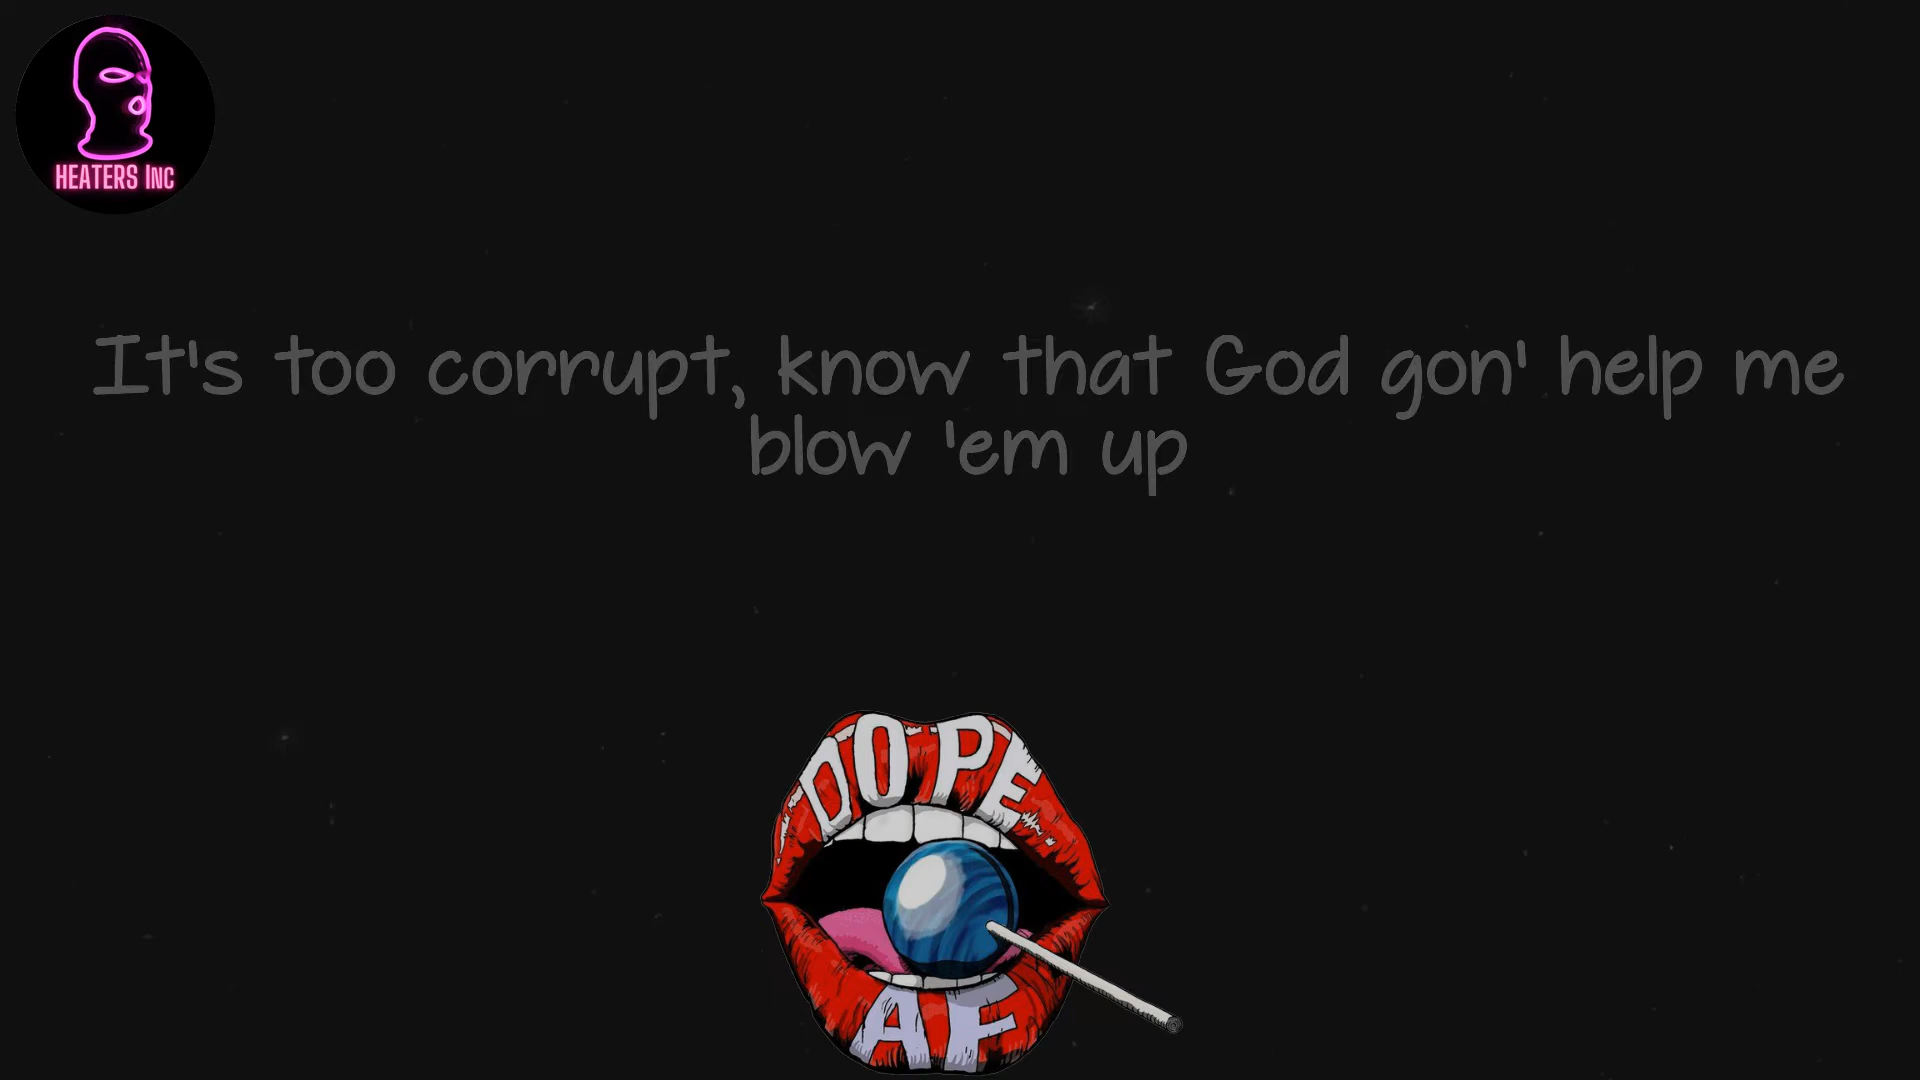 HEATERS INC
It's too corrupt, know that God gon' help me
blow 'em up
DOPE
AF